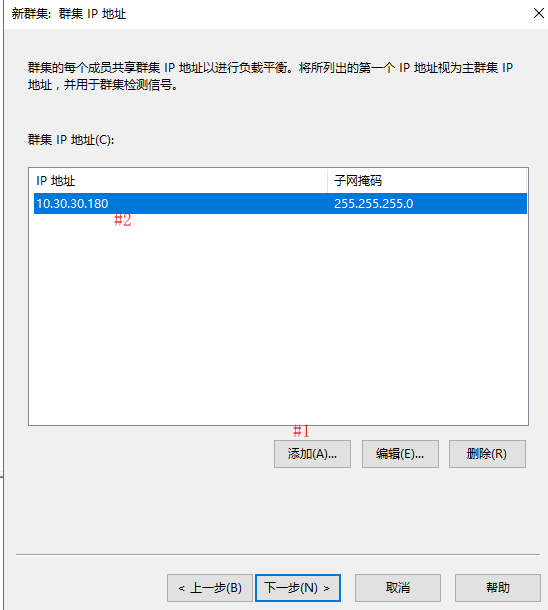 新群集: 群集 IP 地址
群集的每个成员共享群集 IP 地址以进行负载平衡。将所列出的第一个 IP 地址视为主群集 IP
地址，并用于群集检测信号。
群集 IP 地址(C):
IP 地址 子网掩码
10.30.30.180 255.255.255.0
#2
#1
添加(A)... 编辑(E)... 删除(R)
< 上一步(B) 下一步(N) > 取消 帮助